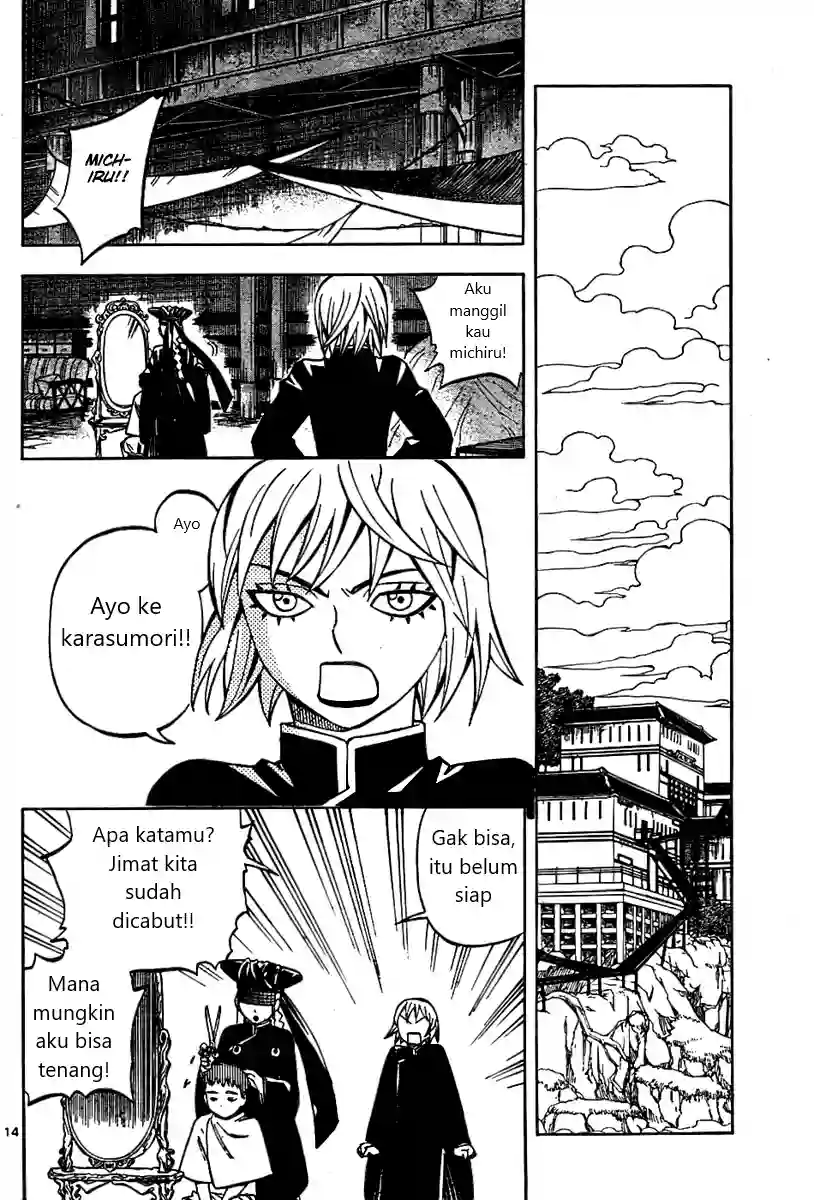 MICH-
IRU!!
Aku
manggil
kau
michiru!
Ayo
Ayo ke
karasumori!!
Gak bisa,
itu belum
siap
Apa katamu?
Jimat kita
sudah
dicabut!!
Mana
mungkin
aku bisa
tenang!
14